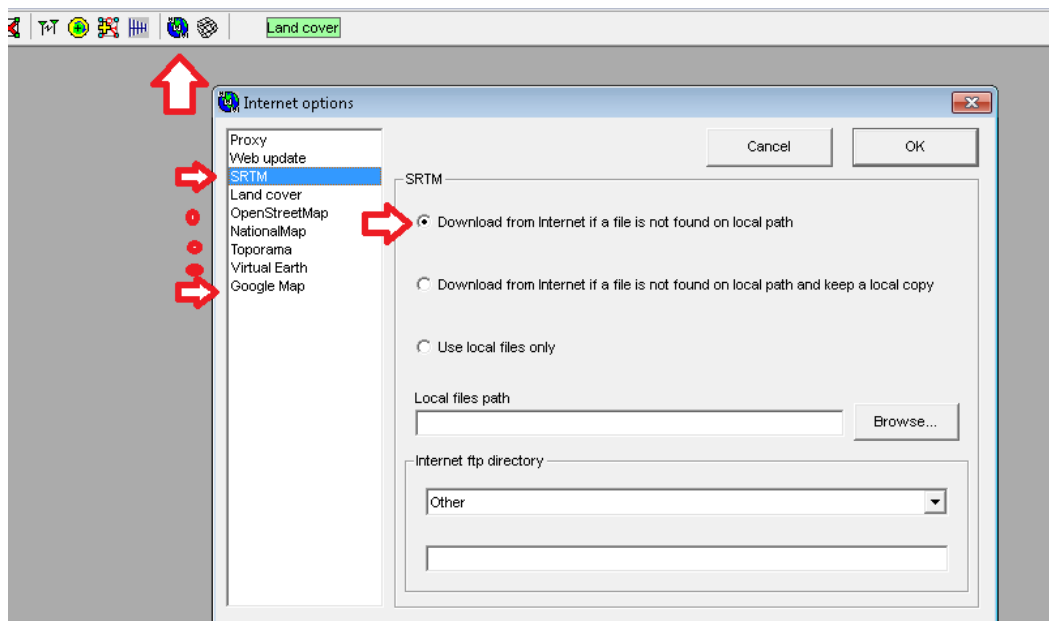 Land cover
Internet options
Proxy
Web update
SRTM
Land cover
OpenStreetMap
NationalMap
Toporama
Virtual Earth
Google Map
Cancel
OK
SRTM
Download from Internet if a file is not found on local path
Download from Internet if a file is not found on local path and keep a local copy
Use local files only
Local files path
Browse...
Internet ftp directory
Other